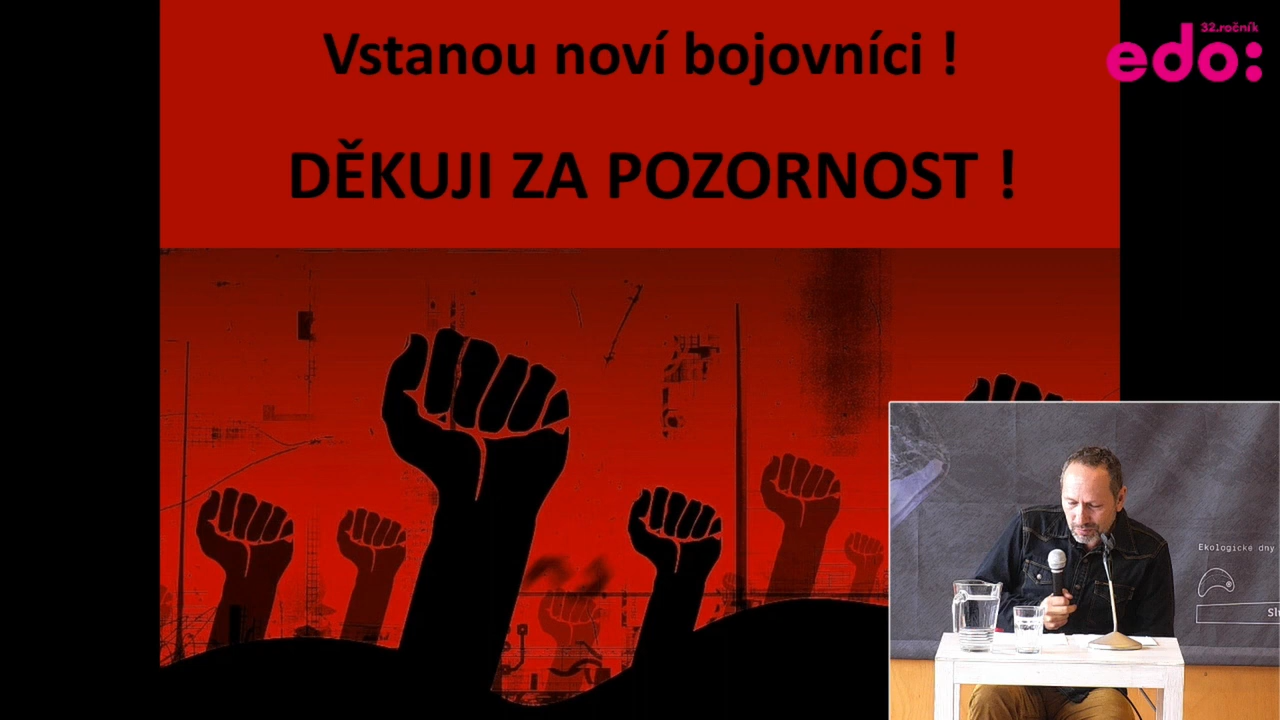 Vstanou noví bojovníci !
DĚKUJI ZA POZORNOST !
32.ročník
edo:
Ekologické dny